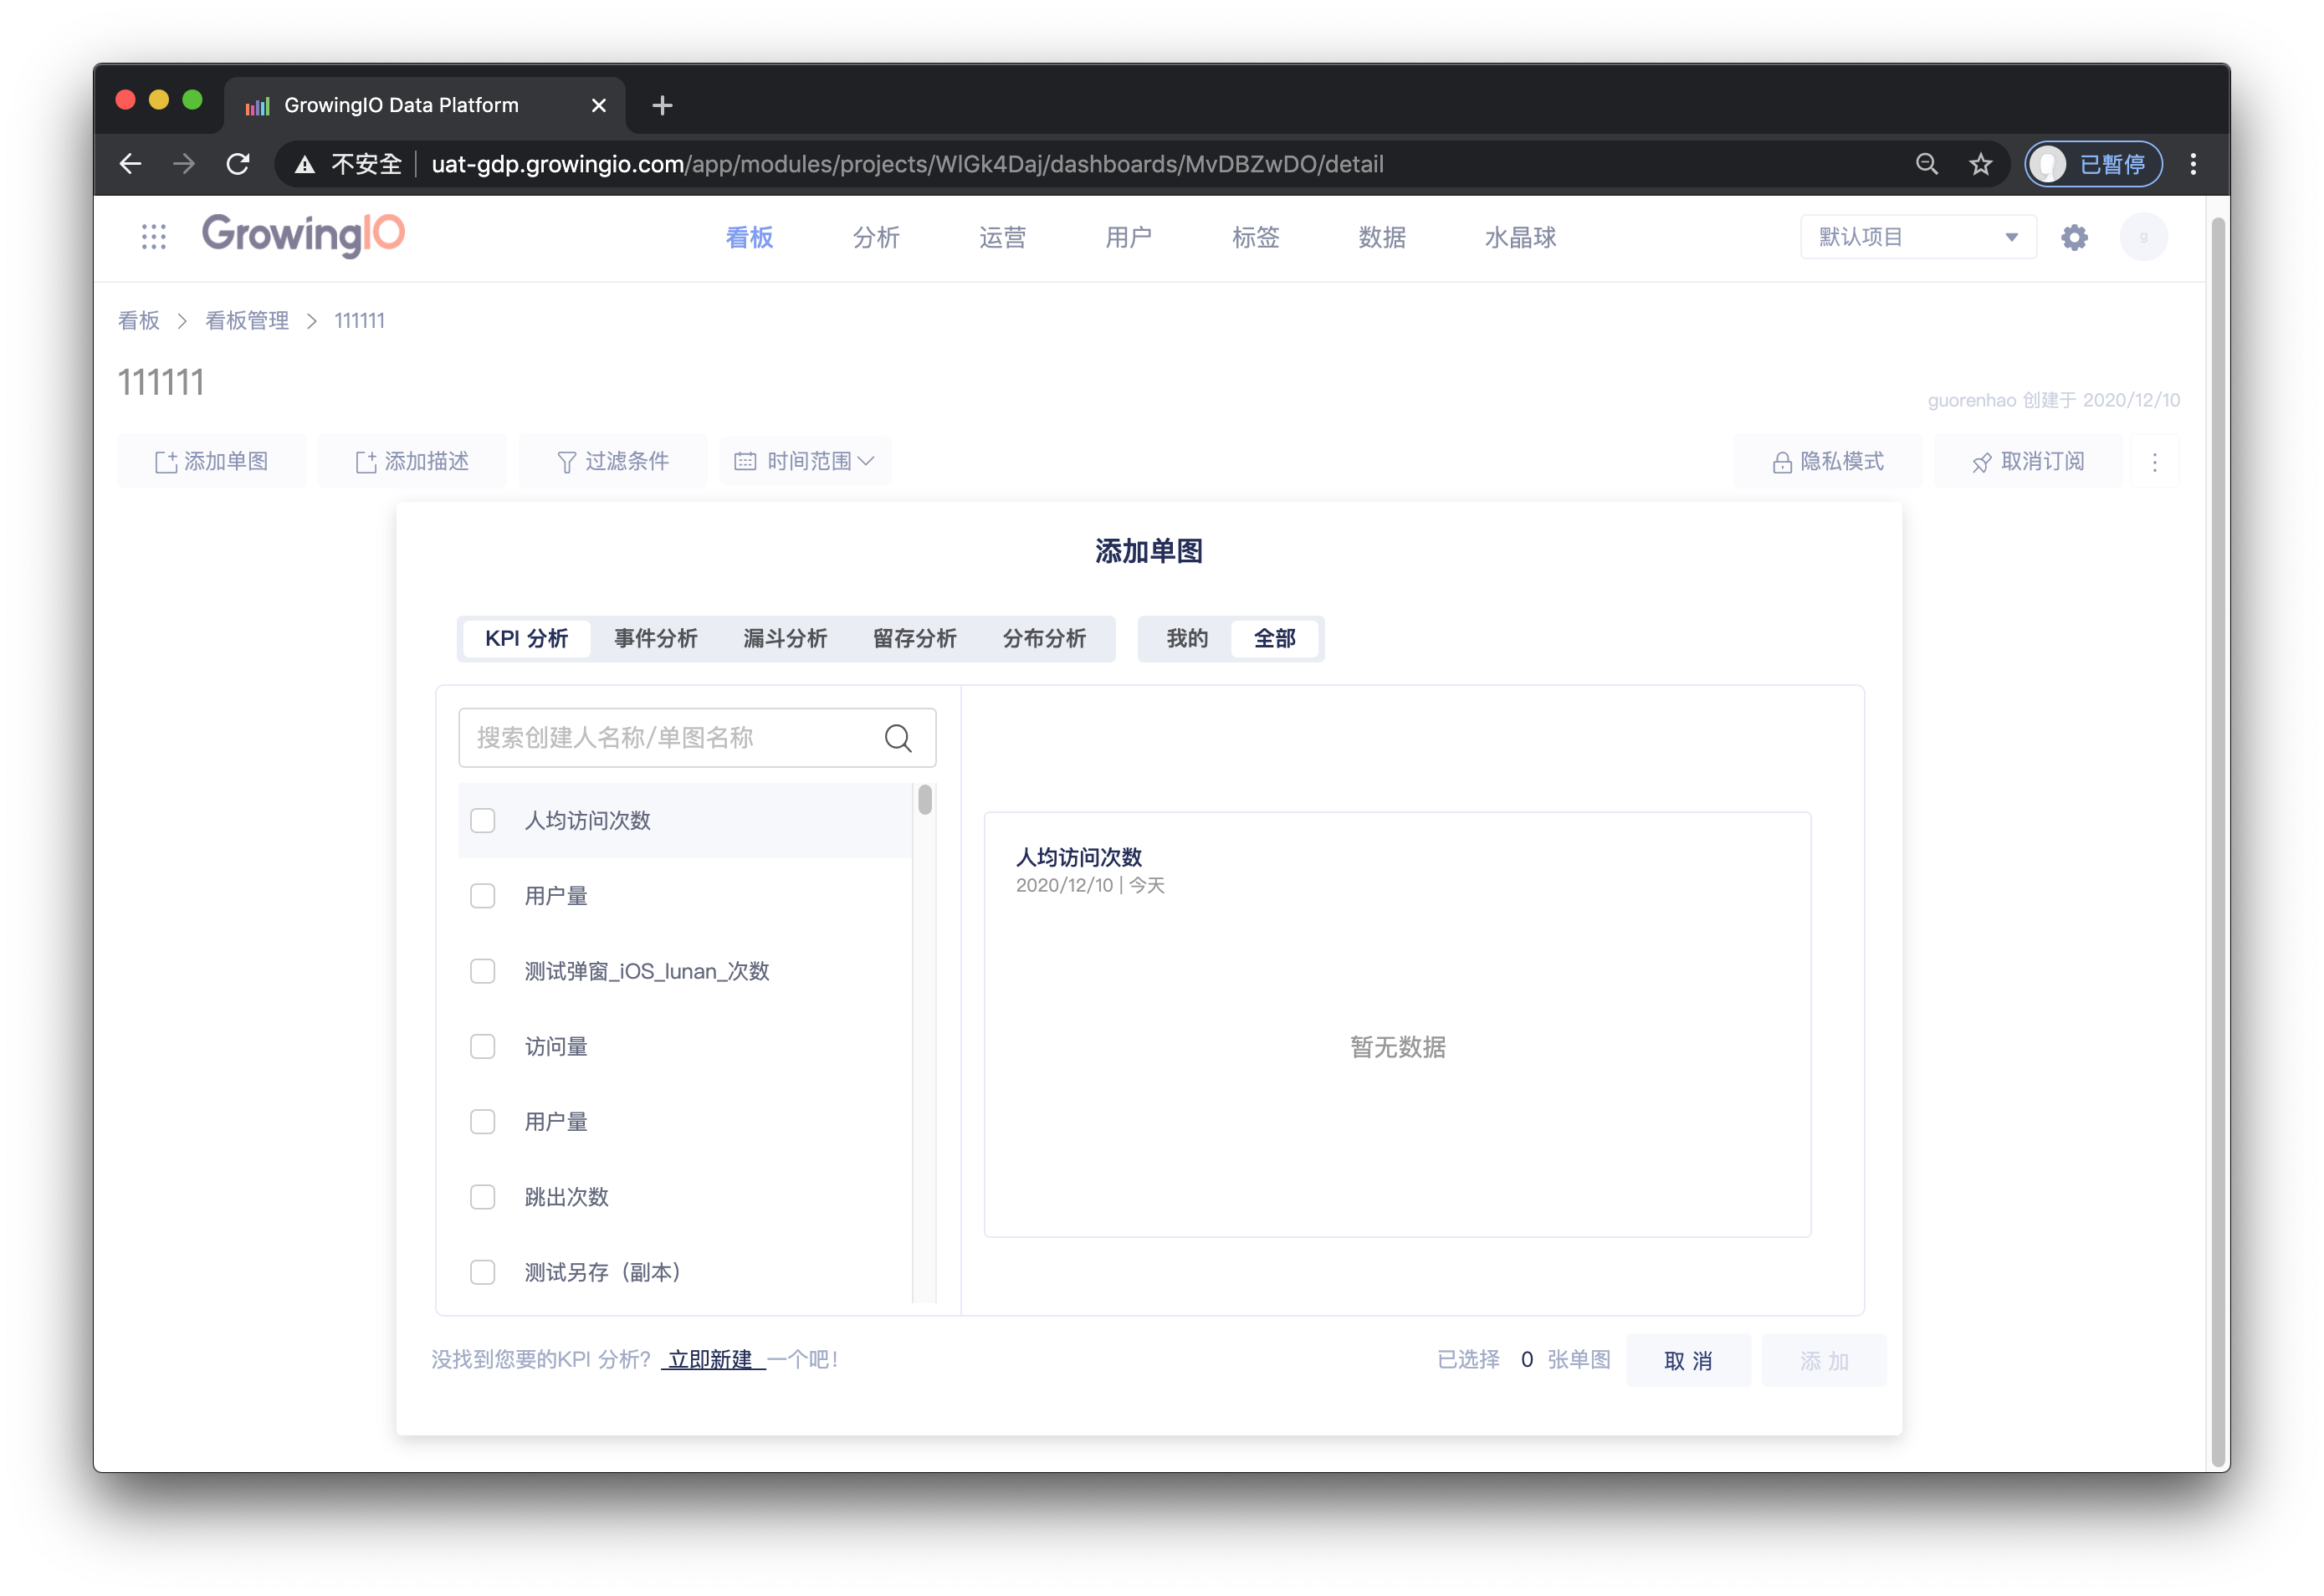 GrowingIO Data Platform
不安全 uat-gdp.growingio.com/app/modules/projects/WlGk4Daj/dashboards/MvDBZwDO/detail 已暂停
GrowingIO 看板 分析 运营 用户 标签 数据 水晶球 默认项目 g
看板 > 看板管理 > 111111
111111
guorenhao 创建于 2020/12/10
添加单图 添加描述 过滤条件 时间范围 隐私模式 取消订阅
添加单图
KPI 分析 事件分析 漏斗分析 留存分析 分布分析 我的 全部
搜索创建人名称/单图名称
人均访问次数
用户量
测试弹窗_iOS_lunan_次数
访问量
用户量
跳出次数
测试另存（副本）
人均访问次数
2020/12/10 | 今天
暂无数据
没找到您要的KPI 分析？ 立即新建 一个吧！
已选择 0 张单图 取 消 添 加